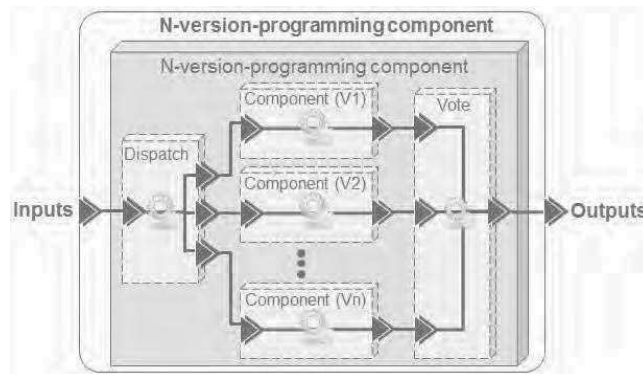 N-version-programming component
N-version-programming component
Component (V1)
Vote
Dispatch
Component (V2)
Inputs
Outputs
Component (Vn)